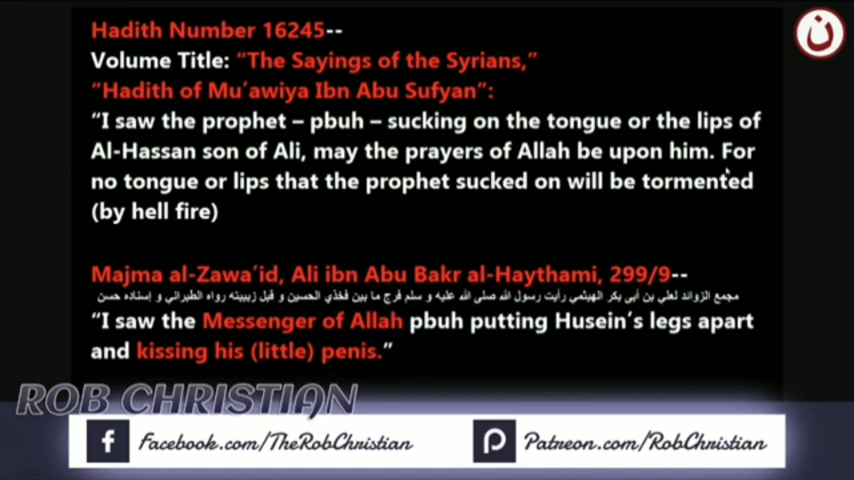 Hadith Number 16245--
Volume Title: “The Sayings of the Syrians,”
“Hadith of Mu’awiya Ibn Abu Sufyan”:
“I saw the prophet – pbuh – sucking on the tongue or the lips of
Al-Hassan son of Ali, may the prayers of Allah be upon him. For
no tongue or lips that the prophet sucked on will be tormented
(by hell fire)
Majma al-Zawa’id, Ali ibn Abu Bakr al-Haythami, 299/9--
مجمع الزوائد لعلي بن أبى بكر الهيثمي رأيت رسول الله صلى الله عليه و سلم فرج ما بين فخذي الحسين و قبل زبيبته رواه الطبراني و إسناده حسن
“I saw the Messenger of Allah pbuh putting Husein’s legs apart
and kissing his (little) penis.”
ن
ROB CHRISTIAN
f Facebook.com/TheRobChristian
P Patreon.com/RobChristian